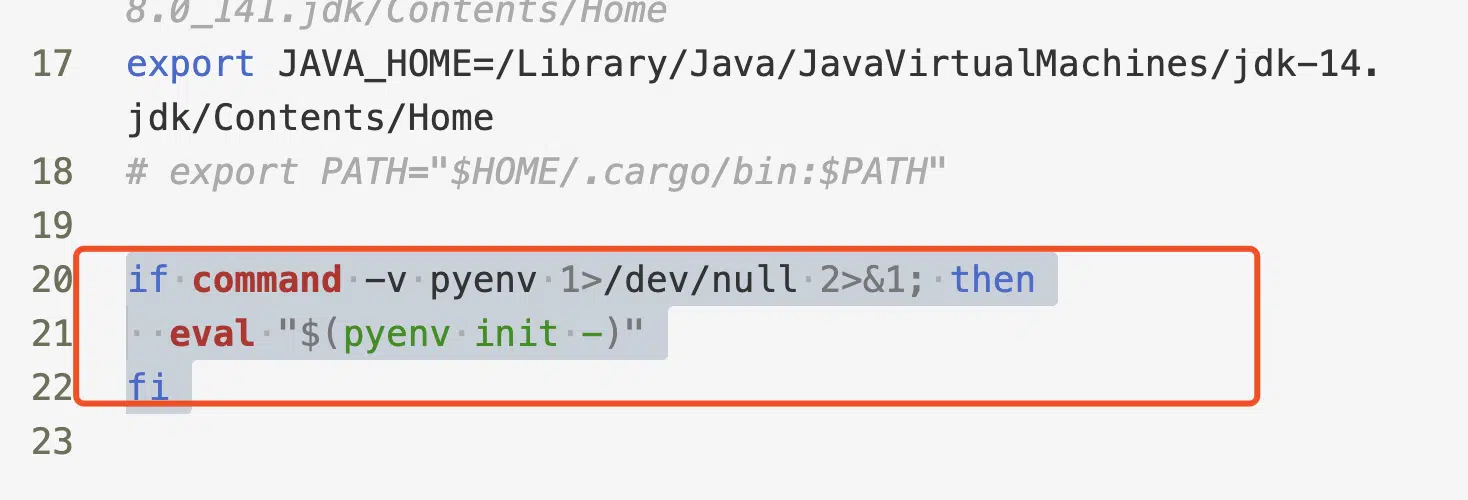 8.0_141.jdk/Contents/Home
17 export JAVA_HOME=/Library/Java/JavaVirtualMachines/jdk-14.
jdk/Contents/Home
18 # export PATH="$HOME/.cargo/bin:$PATH"
19
20 if command -v pyenv 1>/dev/null 2>&1; then
21   eval "$(pyenv init -)"
22 fi
23